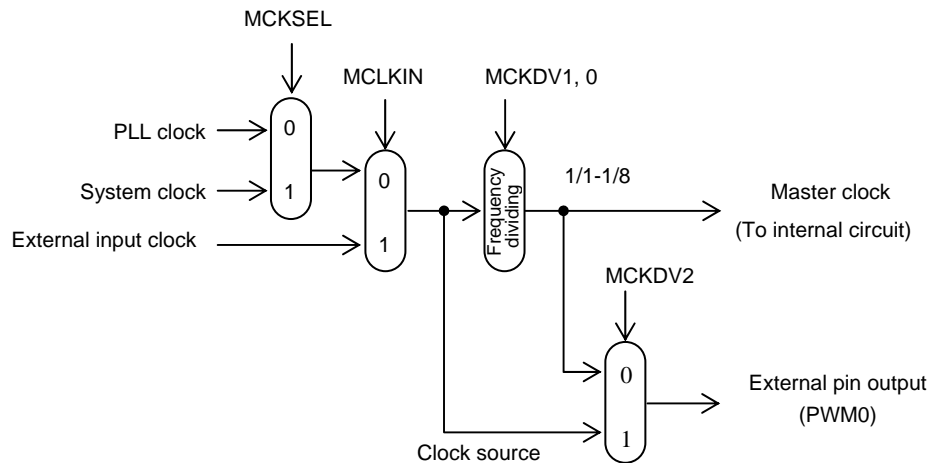 MCKSEL
MCLKIN
MCKDV1, 0
PLL clock
0
System clock
1
External input clock
0
1
Frequency
dividing
1/1-1/8
Master clock
(To internal circuit)
MCKDV2
0
1
External pin output
(PWM0)
Clock source